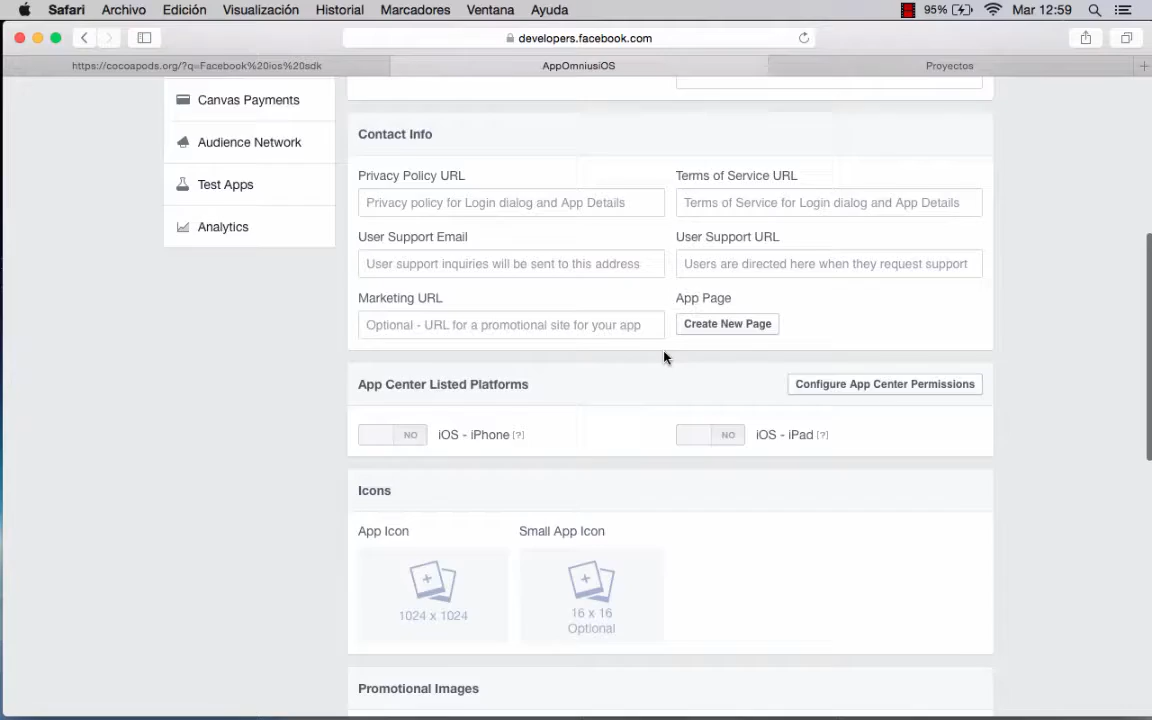 Safari Archivo Edición Visualización Historial Marcadores Ventana Ayuda 95% Mar 12:59
developers.facebook.com
https://cocoapods.org/?q=Facebook%20ios%20sdk AppOmniusiOS Proyectos +
Canvas Payments
Audience Network
Test Apps
Analytics
Contact Info
Privacy Policy URL Terms of Service URL
Privacy policy for Login dialog and App Details Terms of Service for Login dialog and App Details
User Support Email User Support URL
User support inquiries will be sent to this address Users are directed here when they request support
Marketing URL App Page
Optional - URL for a promotional site for your app Create New Page
App Center Listed Platforms Configure App Center Permissions
NO iOS - iPhone [?] NO iOS - iPad [?]
Icons
App Icon Small App Icon
1024 x 1024 16 x 16
Optional
Promotional Images